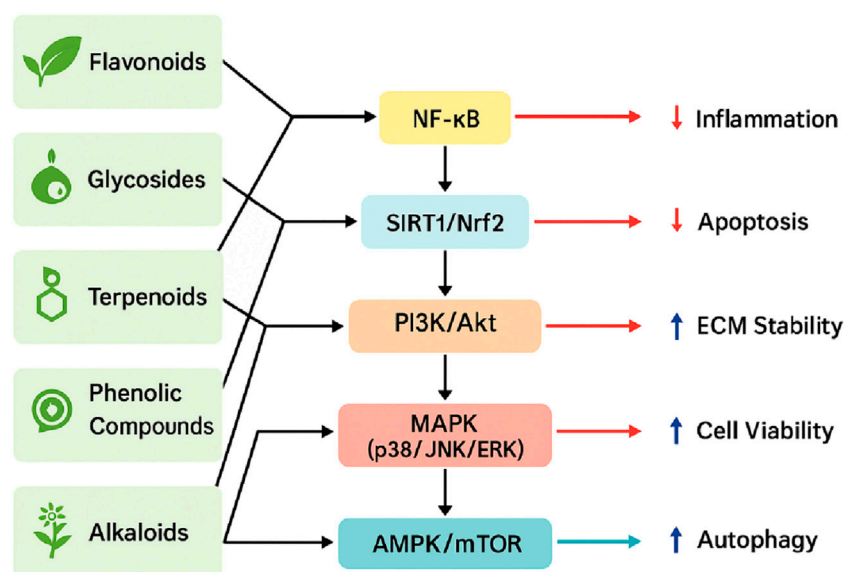 Flavonoids
Glycosides
Terpenoids
Phenolic
Compounds
Alkaloids
NF-κB
SIRT1/Nrf2
PI3K/Akt
MAPK
(p38/JNK/ERK)
AMPK/mTOR
↓ Inflammation
↓ Apoptosis
↑ ECM Stability
↑ Cell Viability
↑ Autophagy